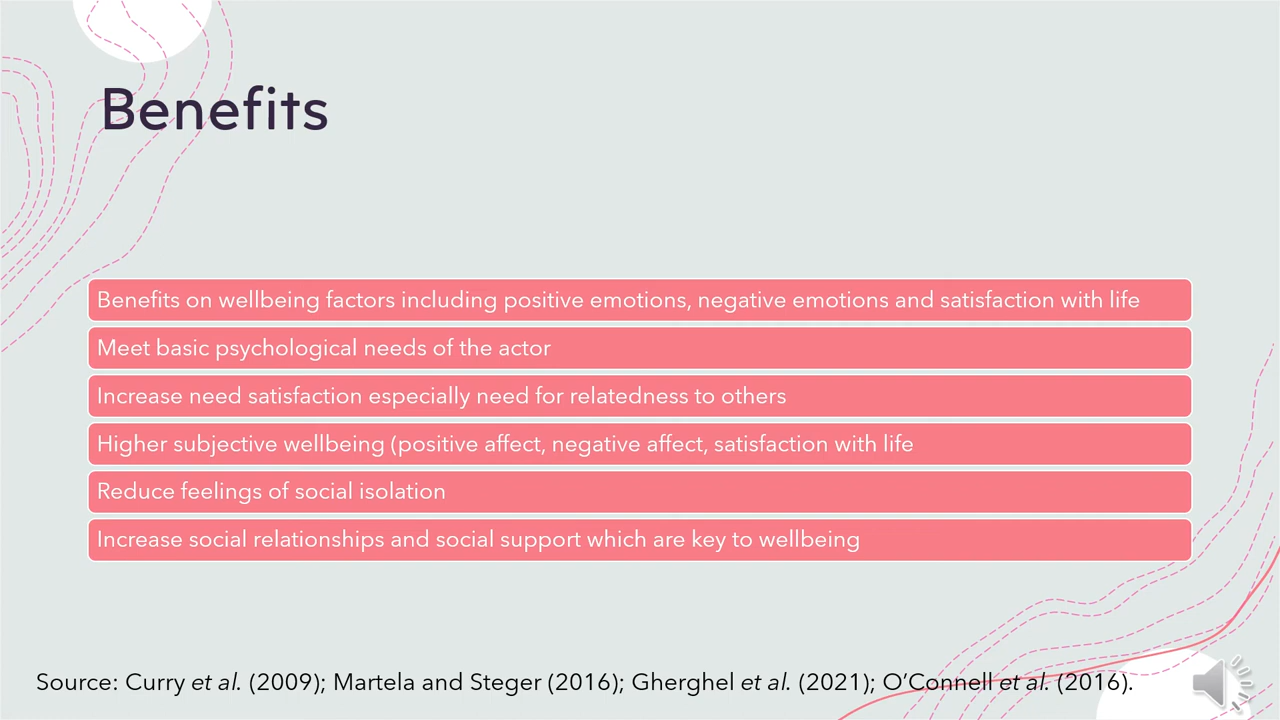 Benefits
Benefits on wellbeing factors including positive emotions, negative emotions and satisfaction with life
Meet basic psychological needs of the actor
Increase need satisfaction especially need for relatedness to others
Higher subjective wellbeing (positive affect, negative affect, satisfaction with life
Reduce feelings of social isolation
Increase social relationships and social support which are key to wellbeing
Source: Curry et al. (2009); Martela and Steger (2016); Gherghel et al. (2021); O’Connell et al. (2016).